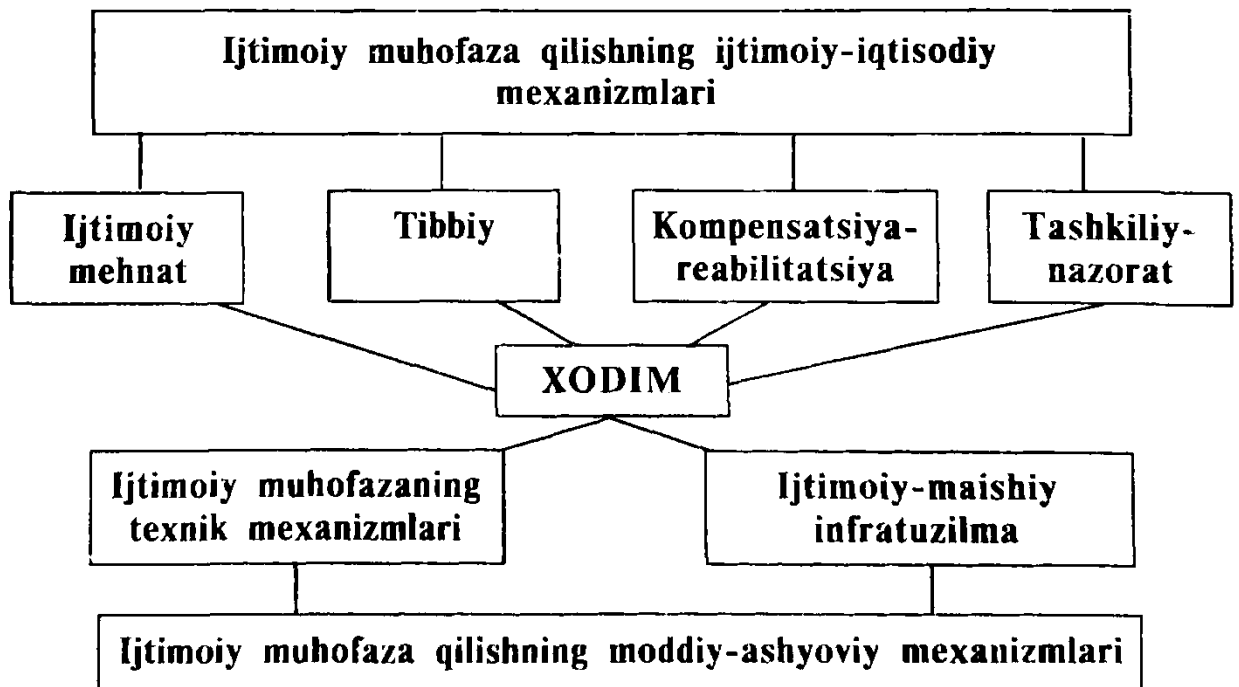 Ijtimoiy muhofaza qilishning ijtimoiy-iqtisodiy
mexanizmlari
Ijtimoiy
mehnat
Tibbiy
Kompensatsiya-
reabilitatsiya
Tashkiliy-
nazorat
XODIM
Ijtimoiy muhofazaning
texnik mexanizmlari
Ijtimoiy-maishiy
infratuzilma
Ijtimoiy muhofaza qilishning moddiy-ashyoviy mexanizmlari